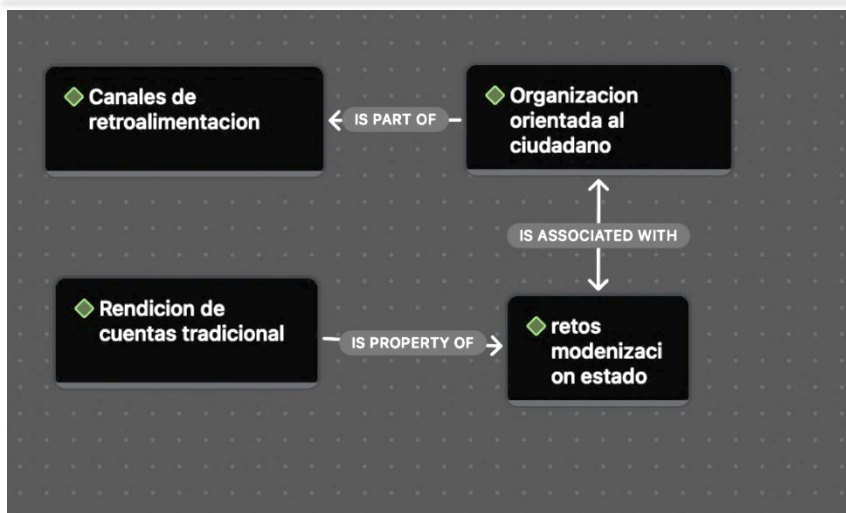 Canales de
retroalimentacion
IS PART OF
Organizacion
orientada al
ciudadano
IS ASSOCIATED WITH
Rendicion de
cuentas tradicional
IS PROPERTY OF
retos
modenizaci
on estado